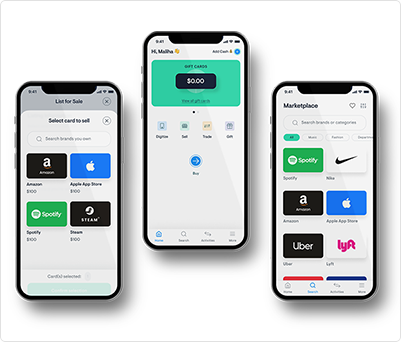 9:41
List for Sale
Select card to sell
Search brands you own
a
Amazon
Amazon
$100
Apple App Store
$100
Spotify
Spotify
$100
STEAM
Steam
$100
Card(s) selected:
9:41
Hi, Maliha
Add Cash
GIFT CARDS
$0.00
View all gift cards
Digitize
Sell
Trade
Gift
Buy
Home
Search
Activities
More
9:41
Marketplace
Search brands or categories
All
Music
Fashion
Spotify
Spotify
Nike
a
Amazon
Amazon
Apple App Store
Uber
Uber
lyft
Lyft
Home
Search
Activities
More